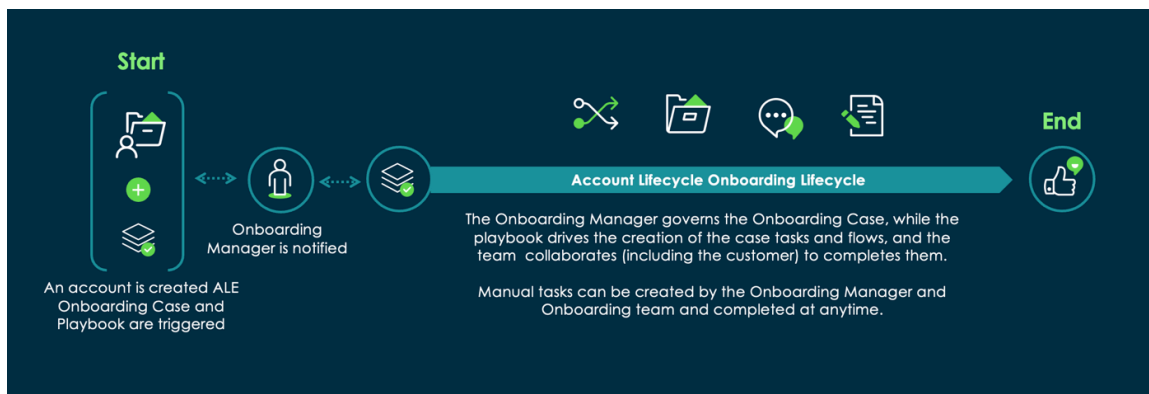 Start
An account is created ALE
Onboarding Case and
Playbook are triggered
Onboarding
Manager is notified
Account Lifecycle Onboarding Lifecycle
The Onboarding Manager governs the Onboarding Case, while the
playbook drives the creation of the case tasks and flows, and the
team  collaborates (including the customer) to completes them.
Manual tasks can be created by the Onboarding Manager and
Onboarding team and completed at anytime.
End